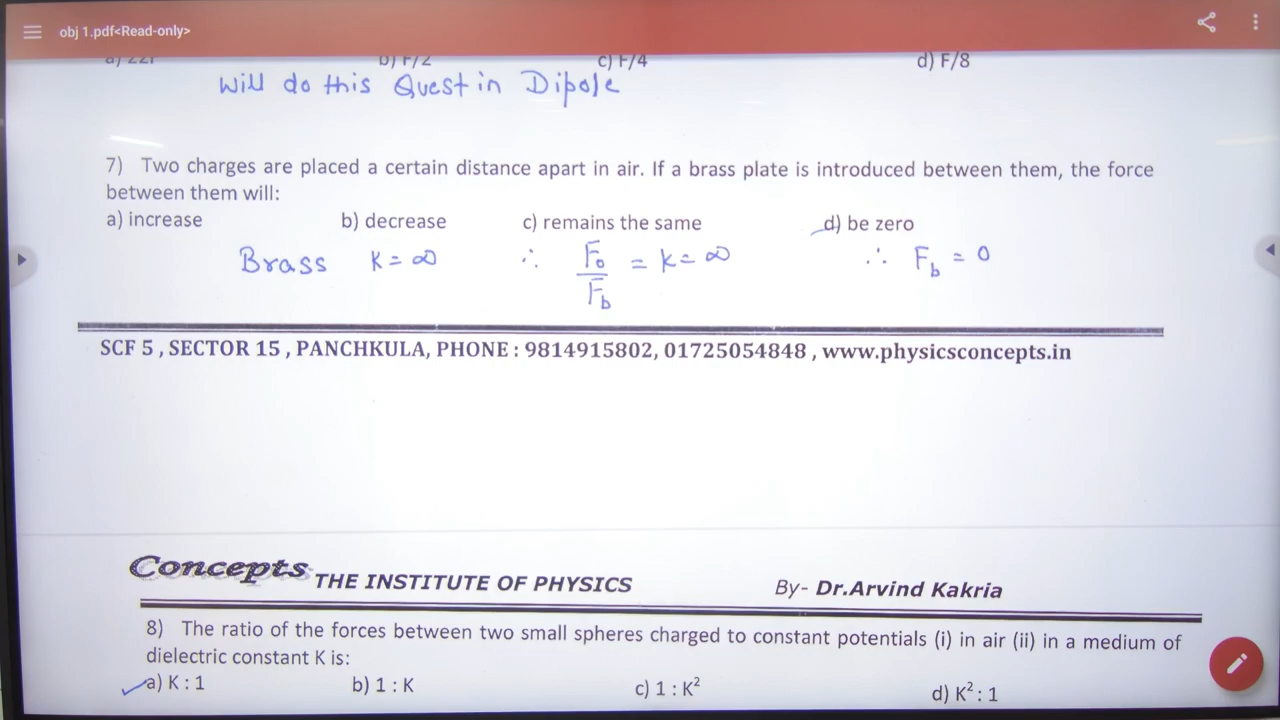 obj 1.pdf<Read-only>
b) F/2 c) F/4 d) F/8
Will do this Quest in Dipole
7) Two charges are placed a certain distance apart in air. If a brass plate is introduced between them, the force
between them will:
a) increase b) decrease c) remains the same d) be zero
Brass K = ∞ ∴ F₀/F_b = K = ∞ ∴ F_b = 0
SCF 5 , SECTOR 15 , PANCHKULA, PHONE : 9814915802, 01725054848 , www.physicsconcepts.in
Concepts THE INSTITUTE OF PHYSICS By- Dr.Arvind Kakria
8) The ratio of the forces between two small spheres charged to constant potentials (i) in air (ii) in a medium of
dielectric constant K is:
a) K : 1 b) 1 : K c) 1 : K² d) K² : 1